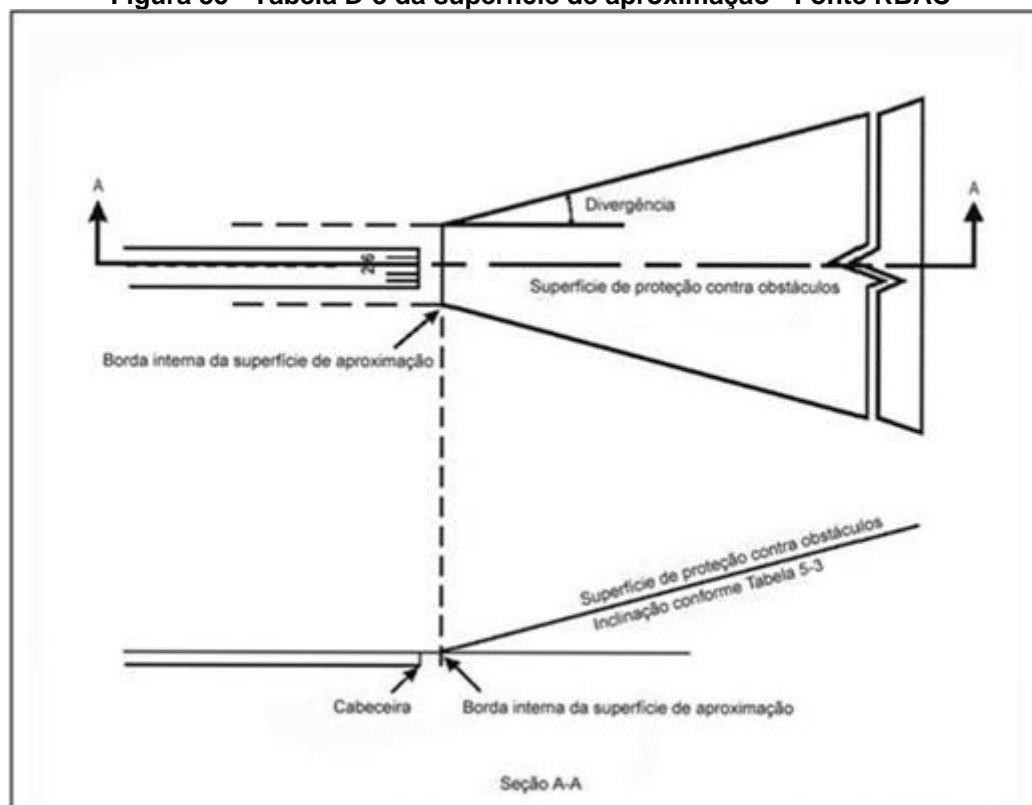 A
A
Divergência
26
Superfície de proteção contra obstáculos
Borda interna da superfície de aproximação
Superfície de proteção contra obstáculos
Inclinação conforme Tabela 5-3
Cabeceira
Borda interna da superfície de aproximação
Seção A-A